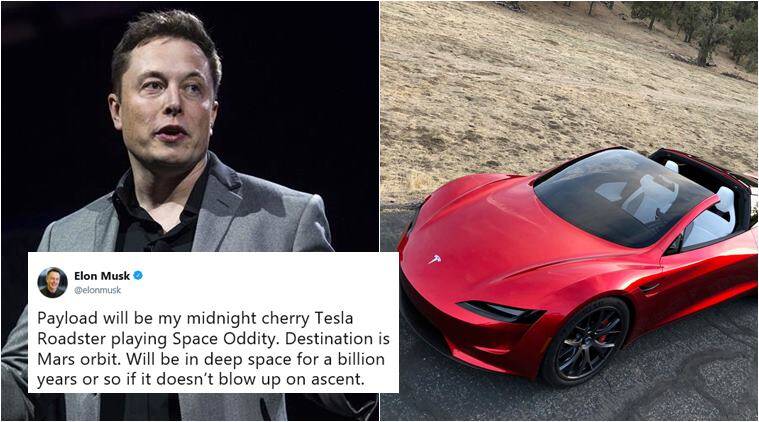 Elon Musk
@elonmusk
Payload will be my midnight cherry Tesla
Roadster playing Space Oddity. Destination is
Mars orbit. Will be in deep space for a billion
years or so if it doesn’t blow up on ascent.